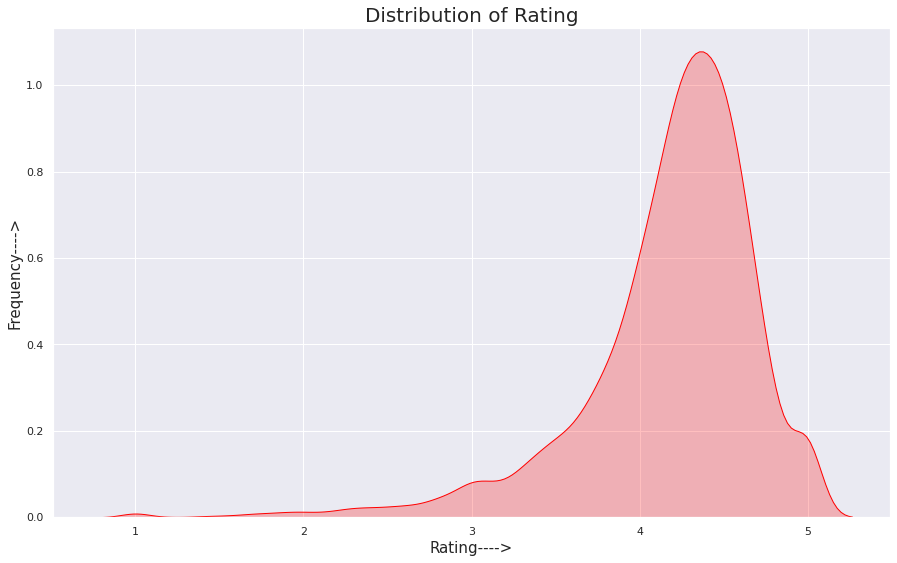 Distribution of Rating
Frequency---->
1.0
0.8
0.6
0.4
0.2
0.0
1 2 3 4 5
Rating---->